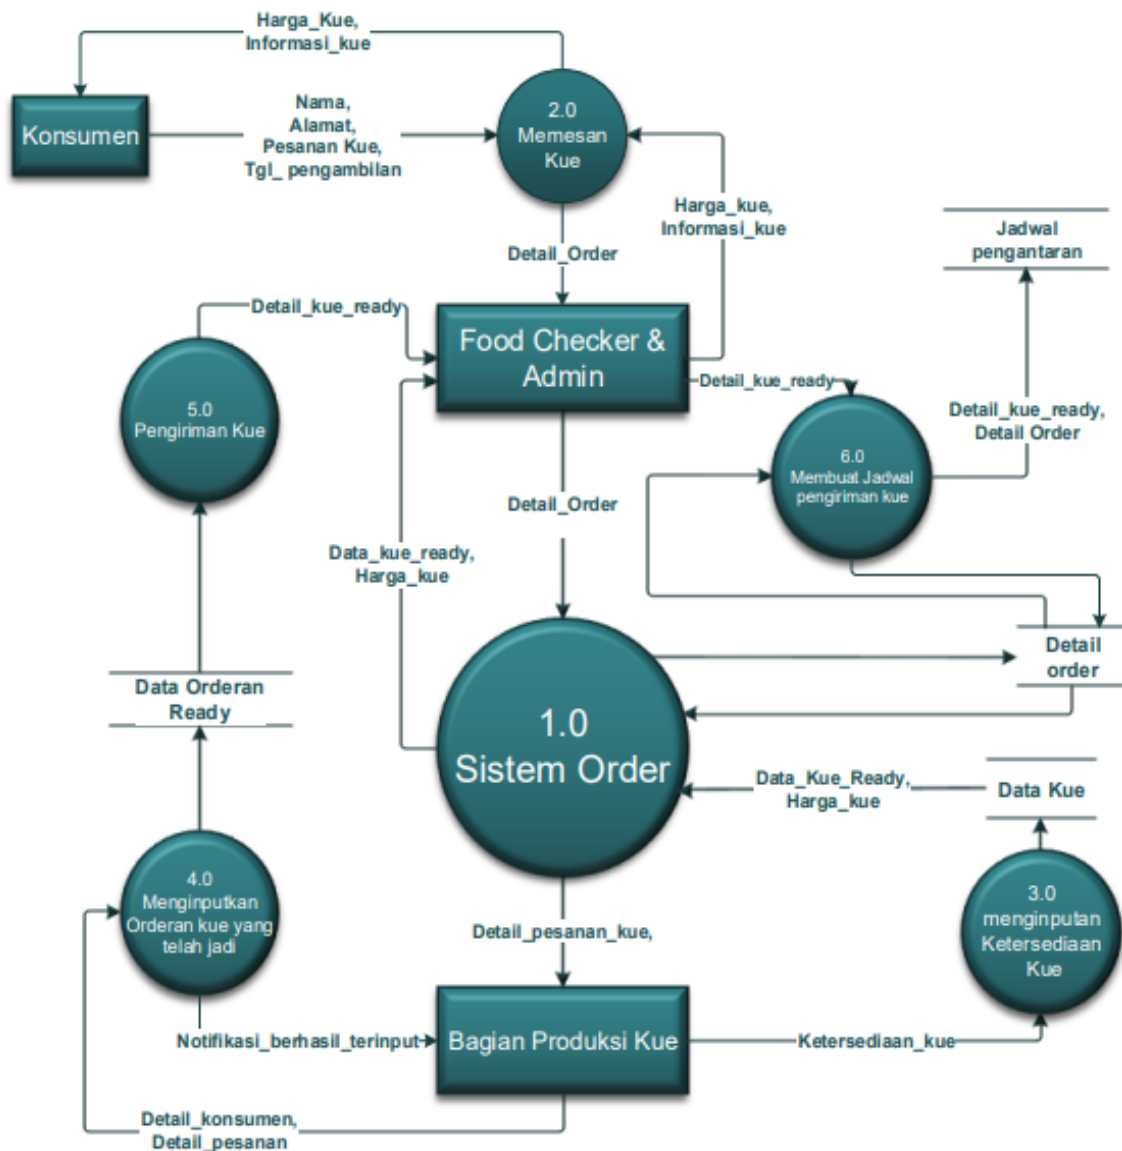 Harga_Kue,
Informasi_kue
Konsumen
Nama,
Alamat,
Pesanan Kue,
Tgl_ pengambilan
2.0
Memesan
Kue
Harga_kue,
Informasi_kue
Jadwal
pengantaran
Detail_Order
Detail_kue_ready
Food Checker &
Admin
Detail_kue_ready
5.0
Pengiriman Kue
Detail_kue_ready,
Detail Order
6.0
Membuat Jadwal
pengiriman kue
Detail_Order
Data_kue_ready,
Harga_kue
Detail
order
Data Orderan
Ready
1.0
Sistem Order
Data_Kue_Ready,
Harga_kue
Data Kue
4.0
Menginputkan
Orderan kue yang
telah jadi
3.0
menginputan
Ketersediaan
Kue
Detail_pesanan_kue,
Notifikasi_berhasil_terinput
Bagian Produksi Kue
Ketersediaan_kue
Detail_konsumen,
Detail_pesanan